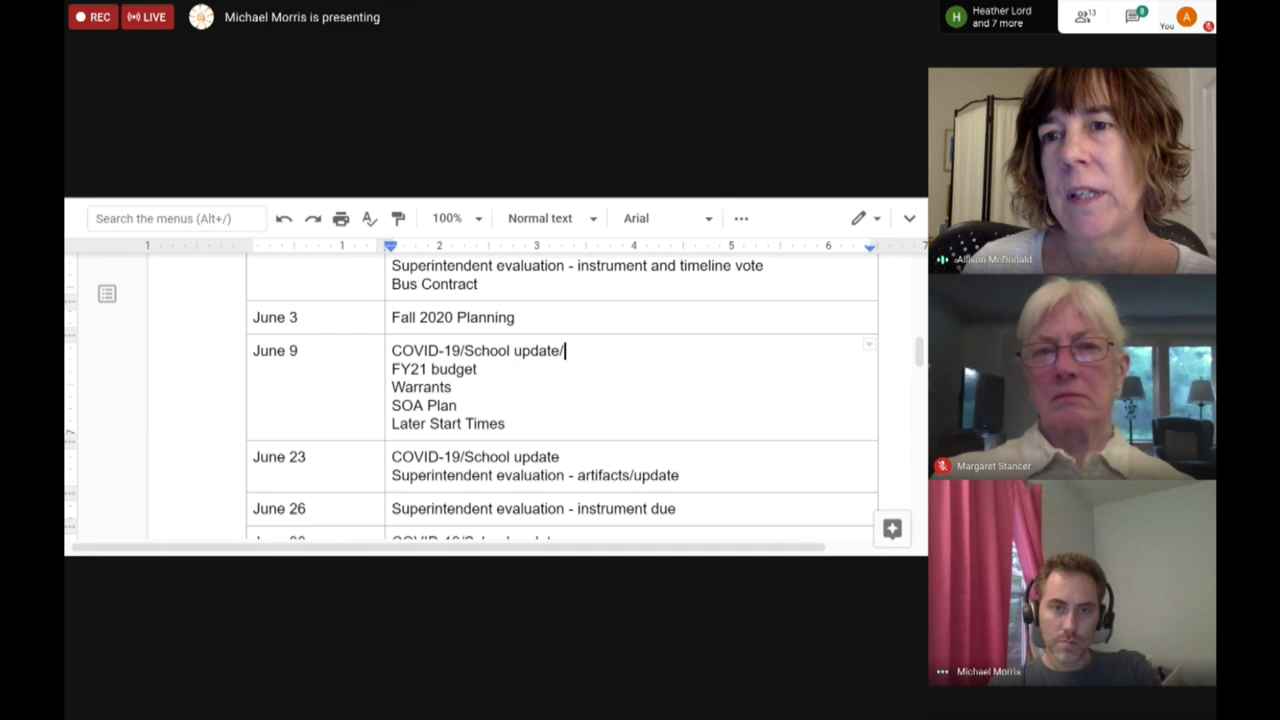 REC
LIVE
Michael Morris is presenting
H
Heather Lord
and 7 more
13
8
You
A
Search the menus (Alt+/)
100%
Normal text
Arial
1 1 2 3 4 5 6 7
Superintendent evaluation - instrument and timeline vote
Bus Contract
June 3
Fall 2020 Planning
June 9
COVID-19/School update/
FY21 budget
Warrants
SOA Plan
Later Start Times
June 23
COVID-19/School update
Superintendent evaluation - artifacts/update
June 26
Superintendent evaluation - instrument due
Allison McDonald
Margaret Stancer
Michael Morris